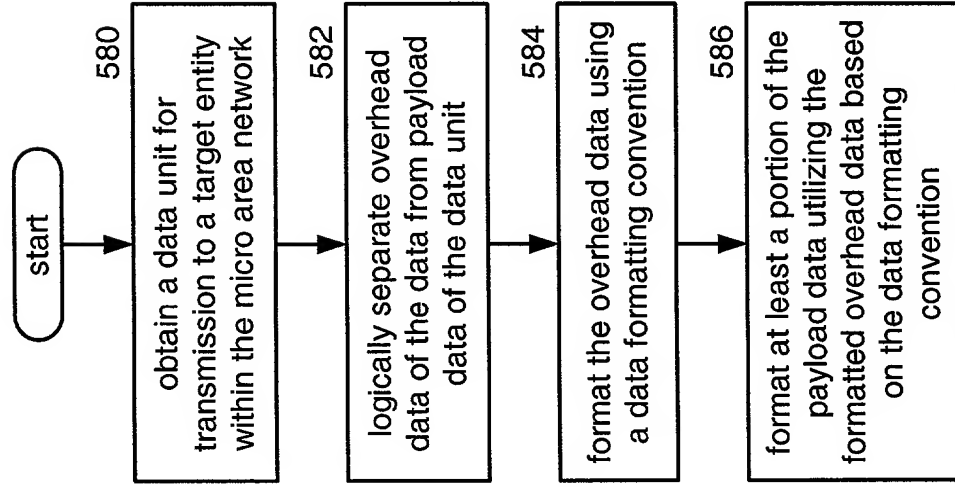 start
580
obtain a data unit for
transmission to a target entity
within the micro area network
582
logically separate overhead
data of the data from payload
data of the data unit
584
format the overhead data using
a data formatting convention
586
format at least a portion of the
payload data utilizing the
formatted overhead data based
on the data formatting
convention